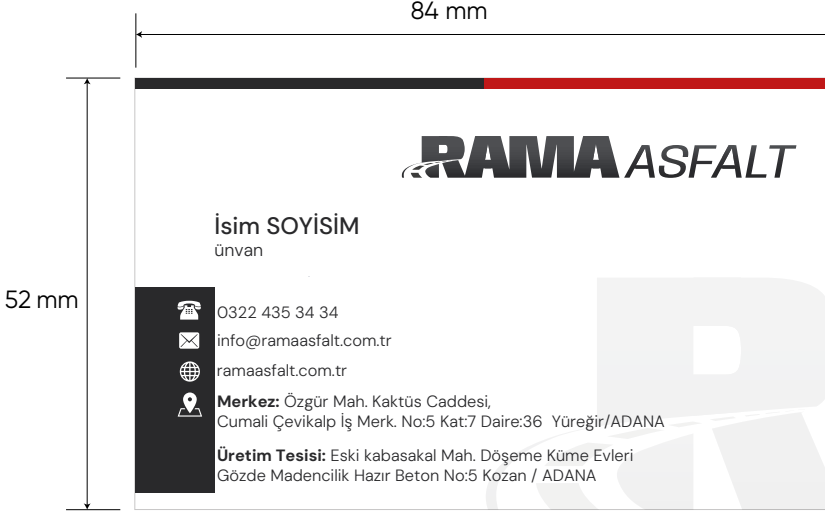 84 mm
RAMA ASFALT
İsim SOYİSİM
ünvan
52 mm
0322 435 34 34
info@ramaasfalt.com.tr
ramaasfalt.com.tr
Merkez: Özgür Mah. Kaktüs Caddesi,
Cumali Çevikalp İş Merk. No:5 Kat:7 Daire:36 Yüreğir/ADANA
Üretim Tesisi: Eski kabasakal Mah. Döşeme Küme Evleri
Gözde Madencilik Hazır Beton No:5 Kozan / ADANA